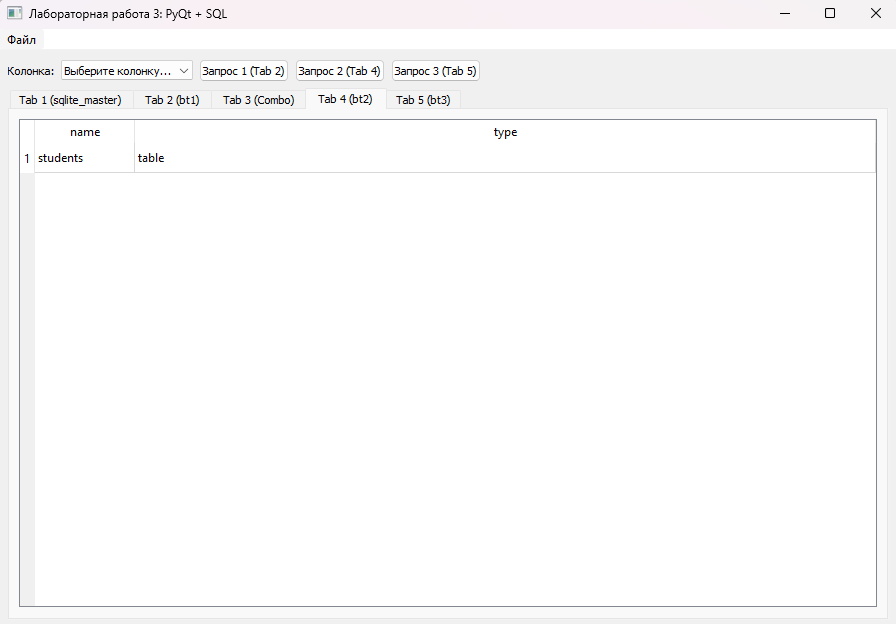 Лабораторная работа 3: PyQt + SQL
Файл
Колонка: Выберите колонку... Запрос 1 (Tab 2) Запрос 2 (Tab 4) Запрос 3 (Tab 5)
Tab 1 (sqlite_master) Tab 2 (bt1) Tab 3 (Combo) Tab 4 (bt2) Tab 5 (bt3)
name type
1 students table